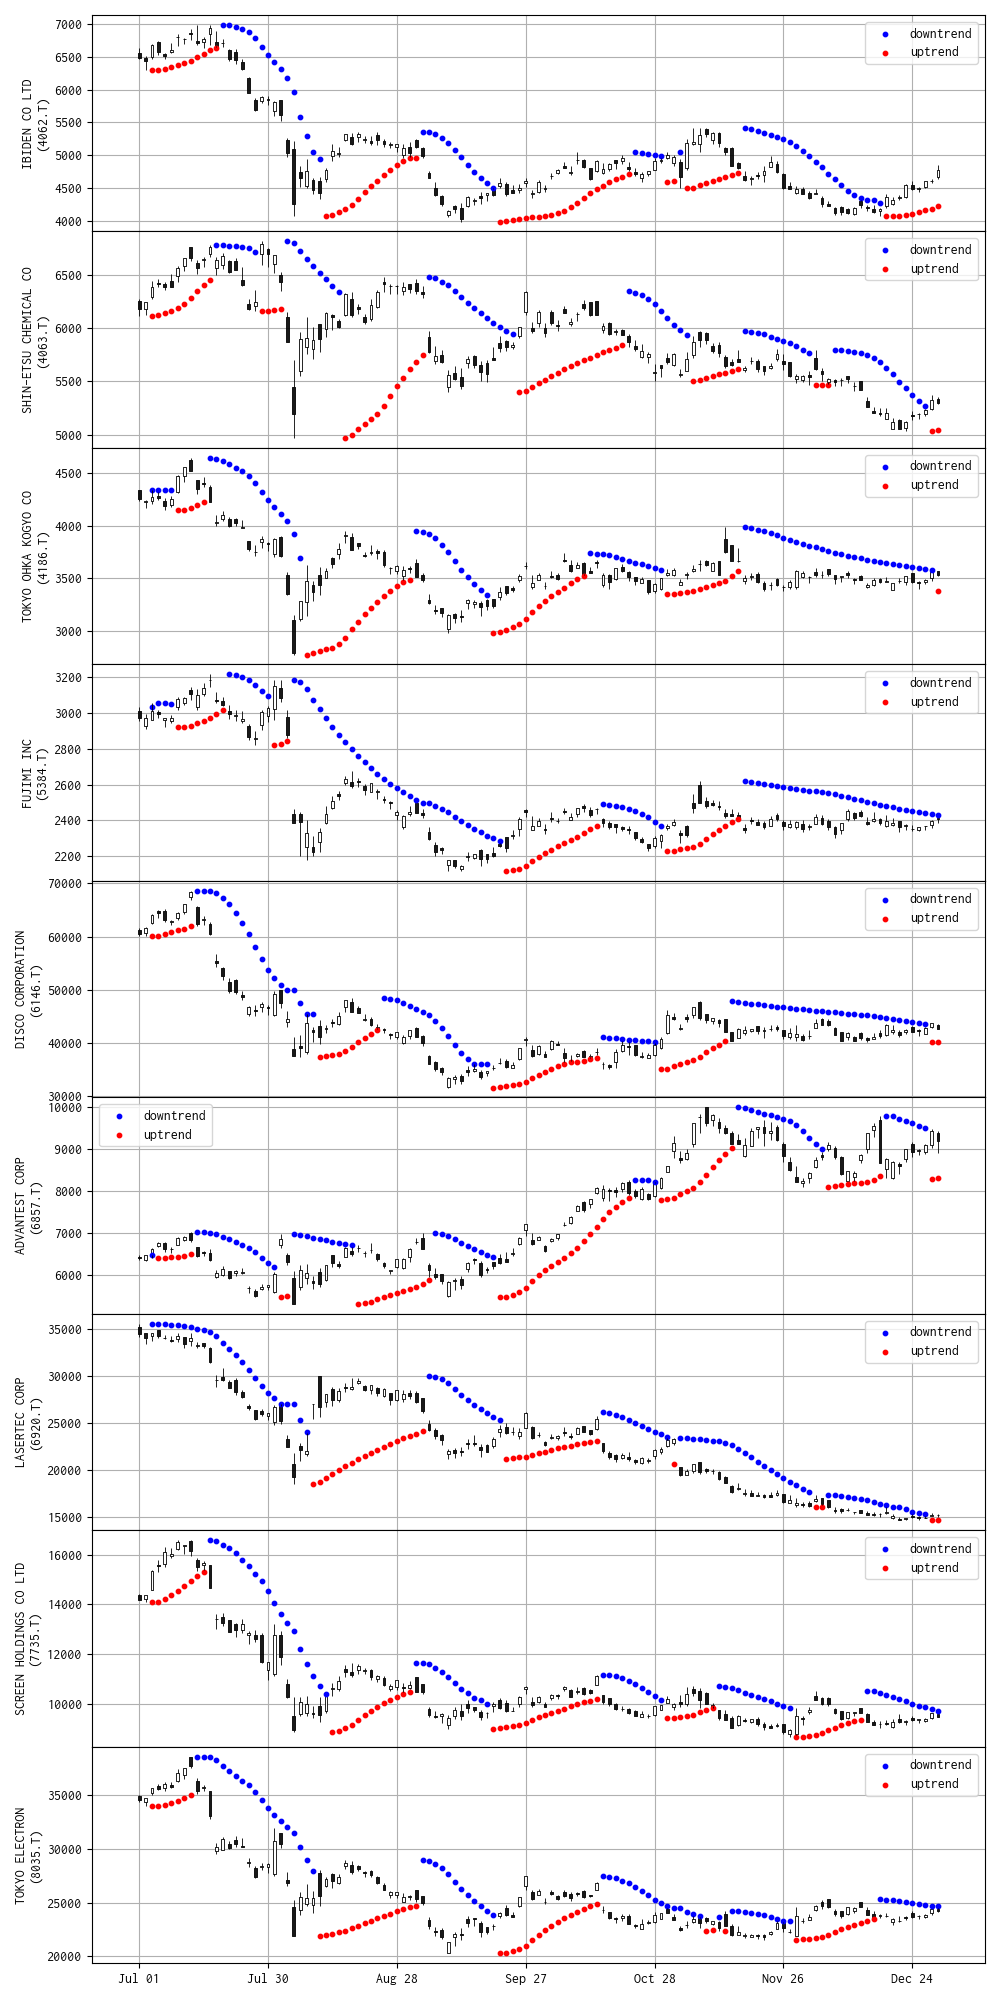 IBIDEN CO LTD
(4062.T)
7000
6500
6000
5500
5000
4500
4000
downtrend
uptrend
SHIN-ETSU CHEMICAL CO
(4063.T)
6500
6000
5500
5000
downtrend
uptrend
TOKYO OHKA KOGYO CO
(4186.T)
4500
4000
3500
3000
downtrend
uptrend
FUJIMI INC
(5384.T)
3200
3000
2800
2600
2400
2200
downtrend
uptrend
DISCO CORPORATION
(6146.T)
70000
60000
50000
40000
30000
downtrend
uptrend
ADVANTEST CORP
(6857.T)
10000
9000
8000
7000
6000
downtrend
uptrend
LASERTEC CORP
(6920.T)
35000
30000
25000
20000
15000
downtrend
uptrend
SCREEN HOLDINGS CO LTD
(7735.T)
16000
14000
12000
10000
downtrend
uptrend
TOKYO ELECTRON
(8035.T)
35000
30000
25000
20000
downtrend
uptrend
Jul 01
Jul 30
Aug 28
Sep 27
Oct 28
Nov 26
Dec 24